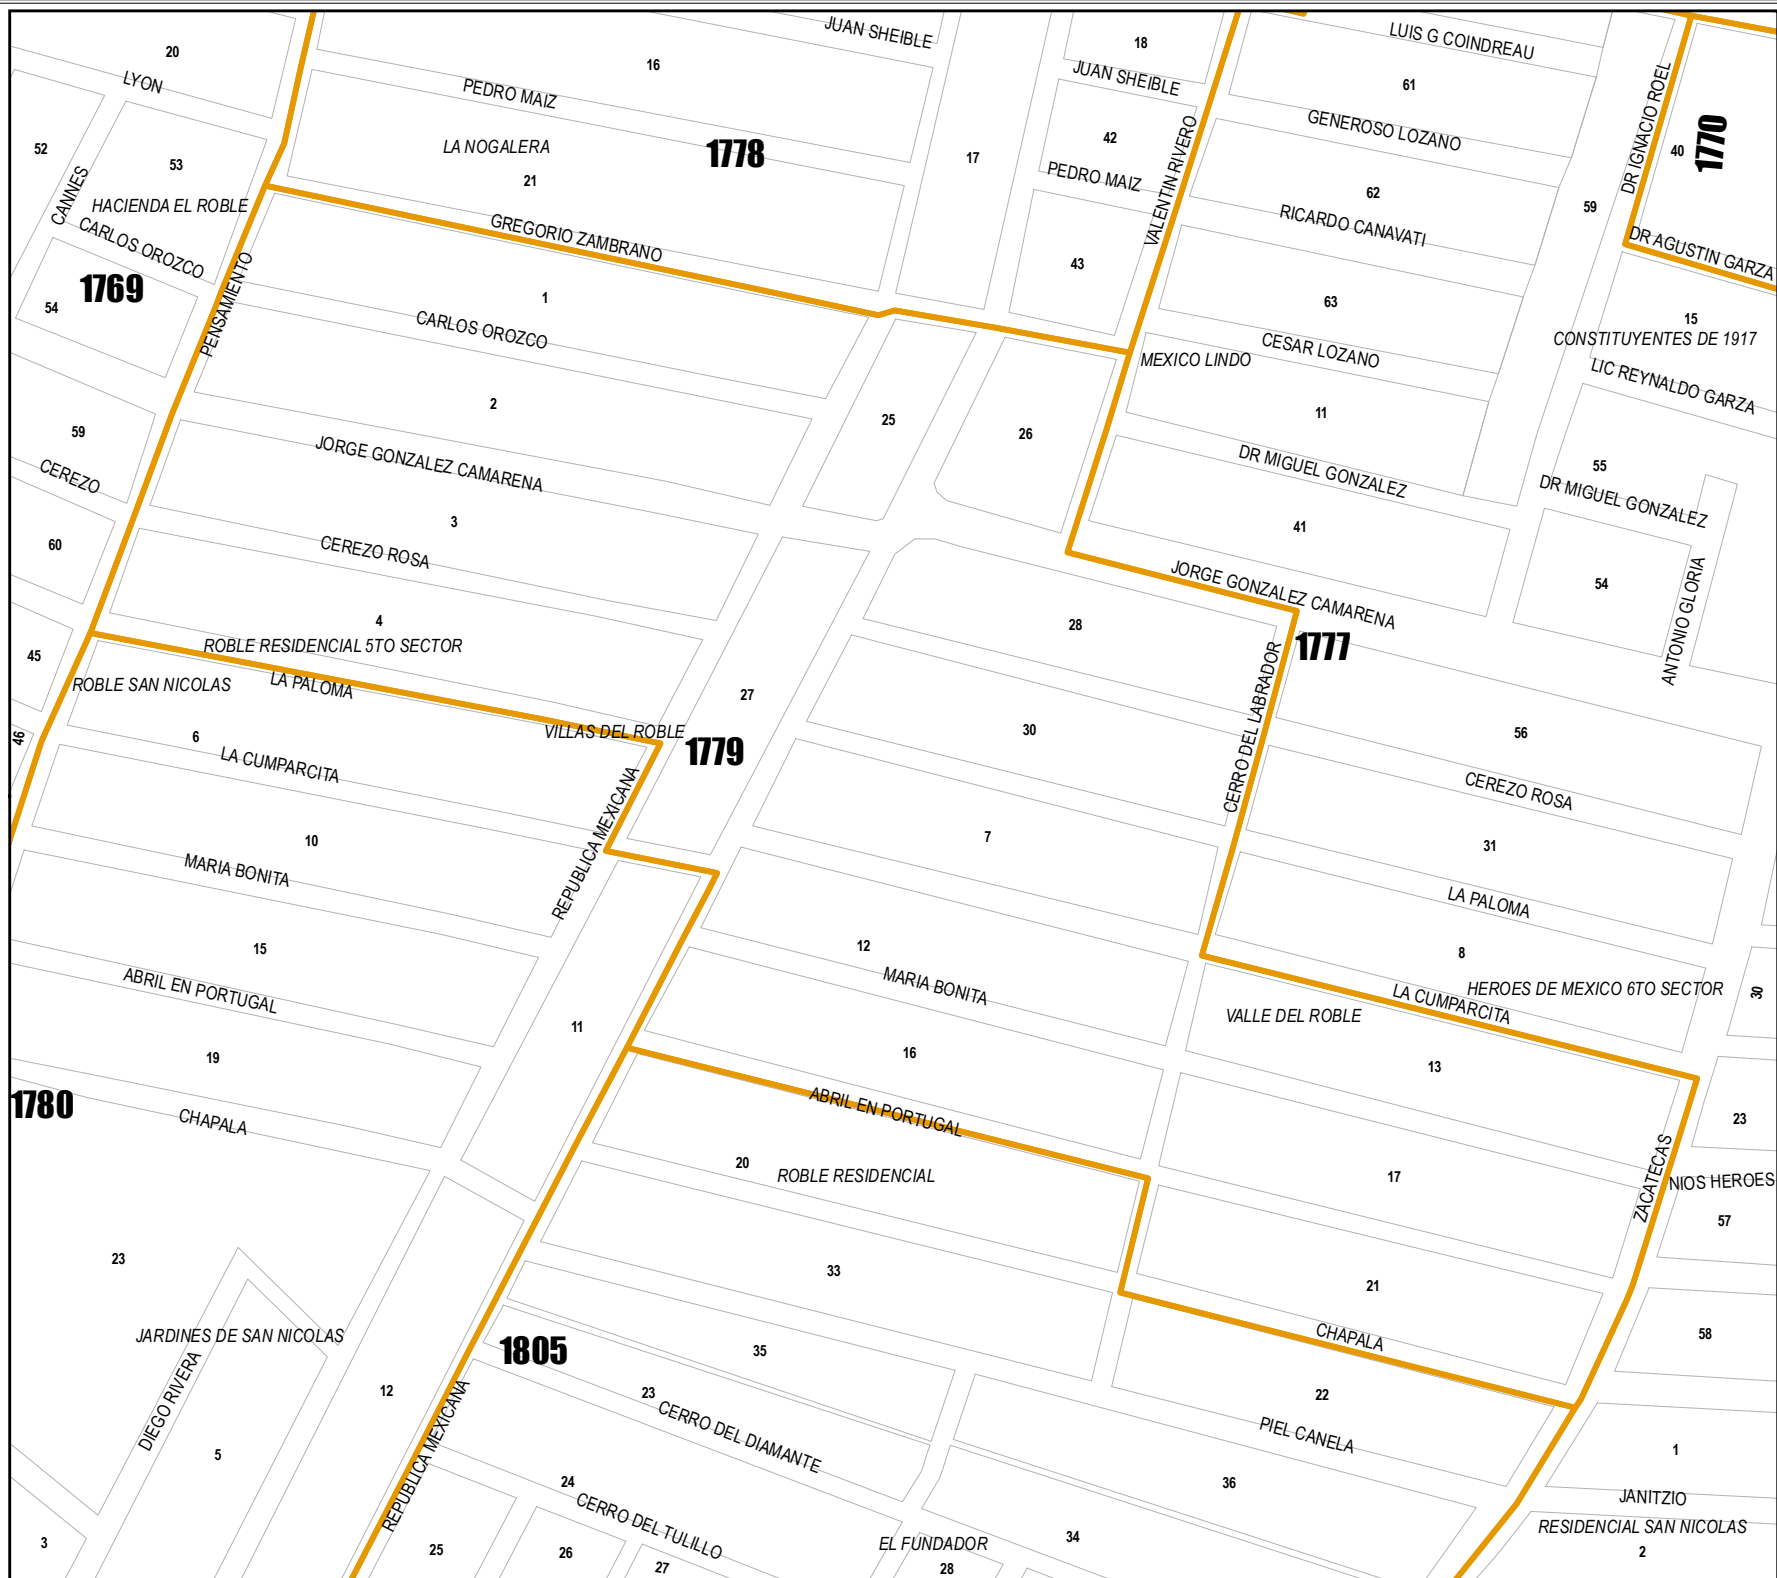 JUAN SHEIBLE
LUIS G COINDREAU
20
16
18
LYON
PEDRO MAIZ
JUAN SHEIBLE
61
DR IGNACIO ROEL
GENEROSO LOZANO
1770
40
52
53
LA NOGALERA
1778
17
42
VALENTIN RIVERO
PEDRO MAIZ
21
62
59
CANNES
HACIENDA EL ROBLE
RICARDO CANAVATI
CARLOS OROZCO
GREGORIO ZAMBRANO
DR AGUSTIN GARZA
1769
PENSAMIENTO
43
54
1
63
15
CARLOS OROZCO
CONSTITUYENTES DE 1917
CESAR LOZANO
MEXICO LINDO
LIC REYNALDO GARZA
2
25
26
11
59
JORGE GONZALEZ CAMARENA
DR MIGUEL GONZALEZ
55
CEREZO
DR MIGUEL GONZALEZ
3
41
60
CEREZO ROSA
JORGE GONZALEZ CAMARENA
54
ANTONIO GLORIA
4
28
ROBLE RESIDENCIAL 5TO SECTOR
1777
45
ROBLE SAN NICOLAS
LA PALOMA
27
CERRO DEL LABRADOR
46
6
VILLAS DEL ROBLE
1779
30
56
LA CUMPARCITA
CEREZO ROSA
REPUBLICA MEXICANA
10
7
31
MARIA BONITA
LA PALOMA
15
12
8
ABRIL EN PORTUGAL
MARIA BONITA
HEROES DE MEXICO 6TO SECTOR
30
LA CUMPARCITA
VALLE DEL ROBLE
11
19
16
13
1780
CHAPALA
ABRIL EN PORTUGAL
23
20
ROBLE RESIDENCIAL
17
ZACATECAS
NIOS HEROES
57
23
33
21
JARDINES DE SAN NICOLAS
1805
35
CHAPALA
58
DIEGO RIVERA
12
23
22
CERRO DEL DIAMANTE
PIEL CANELA
REPUBLICA MEXICANA
5
1
24
36
CERRO DEL TULILLO
JANITZIO
3
25
26
27
EL FUNDADOR
28
34
RESIDENCIAL SAN NICOLAS
2